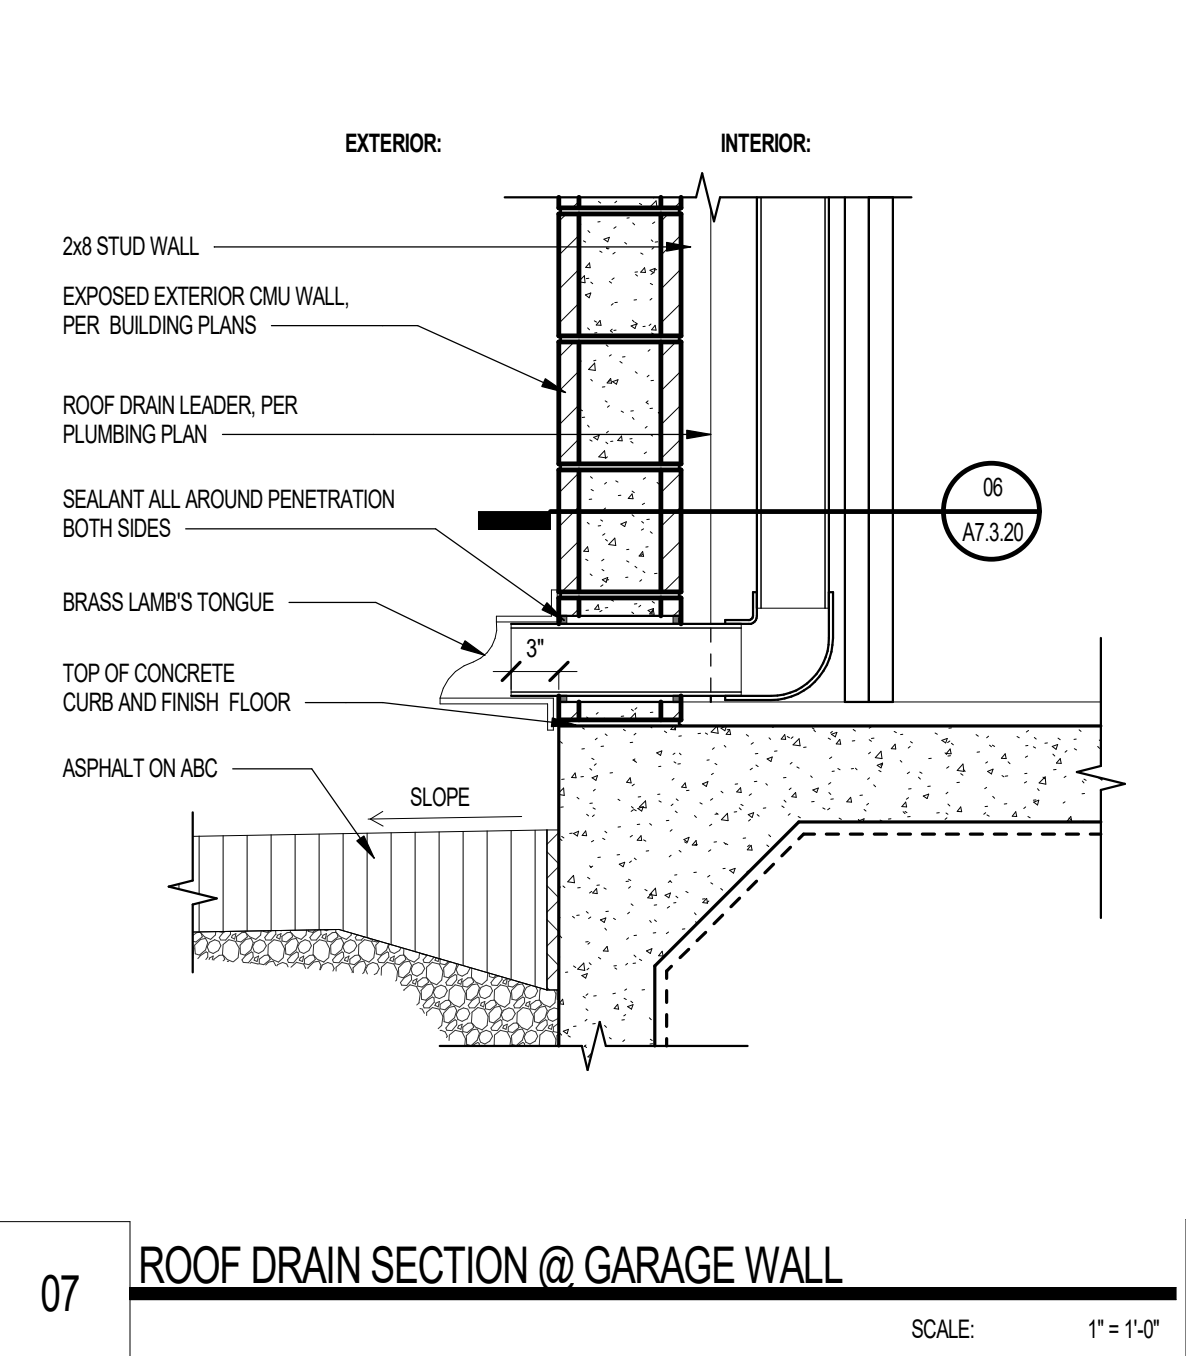 EXTERIOR:
INTERIOR:
2x8 STUD WALL
EXPOSED EXTERIOR CMU WALL,
PER BUILDING PLANS
ROOF DRAIN LEADER, PER
PLUMBING PLAN
SEALANT ALL AROUND PENETRATION
BOTH SIDES
06
A7.3.20
BRASS LAMB'S TONGUE
3"
TOP OF CONCRETE
CURB AND FINISH FLOOR
ASPHALT ON ABC
SLOPE
07
ROOF DRAIN SECTION @ GARAGE WALL
SCALE: 1" = 1'-0"